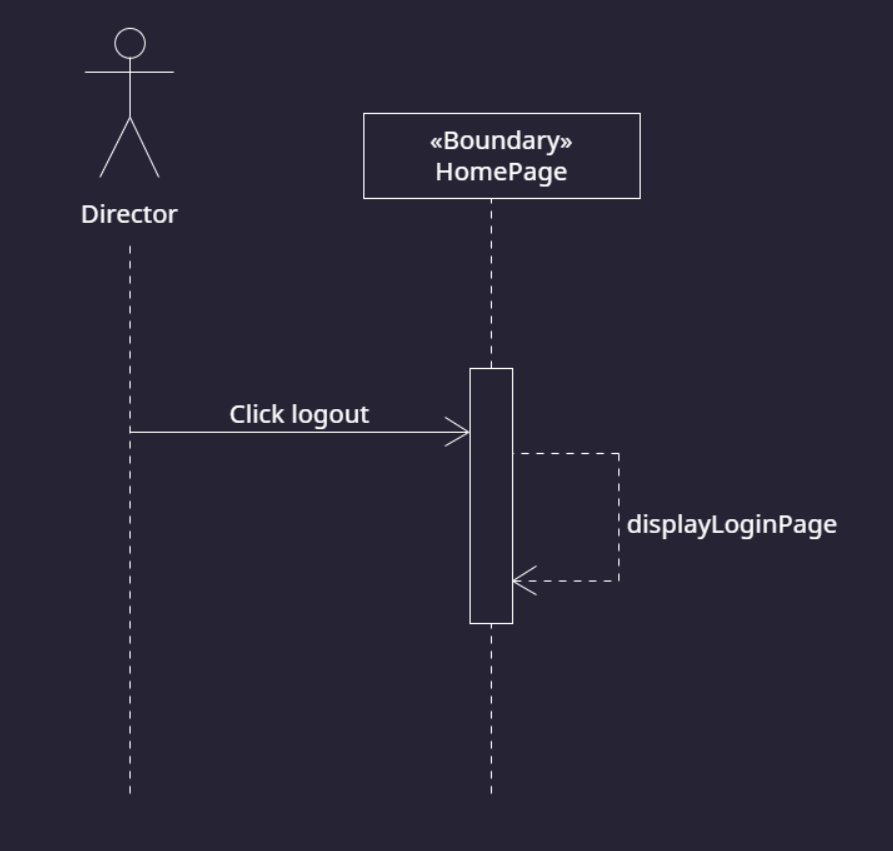 «Boundary»
HomePage
Director
Click logout
displayLoginPage